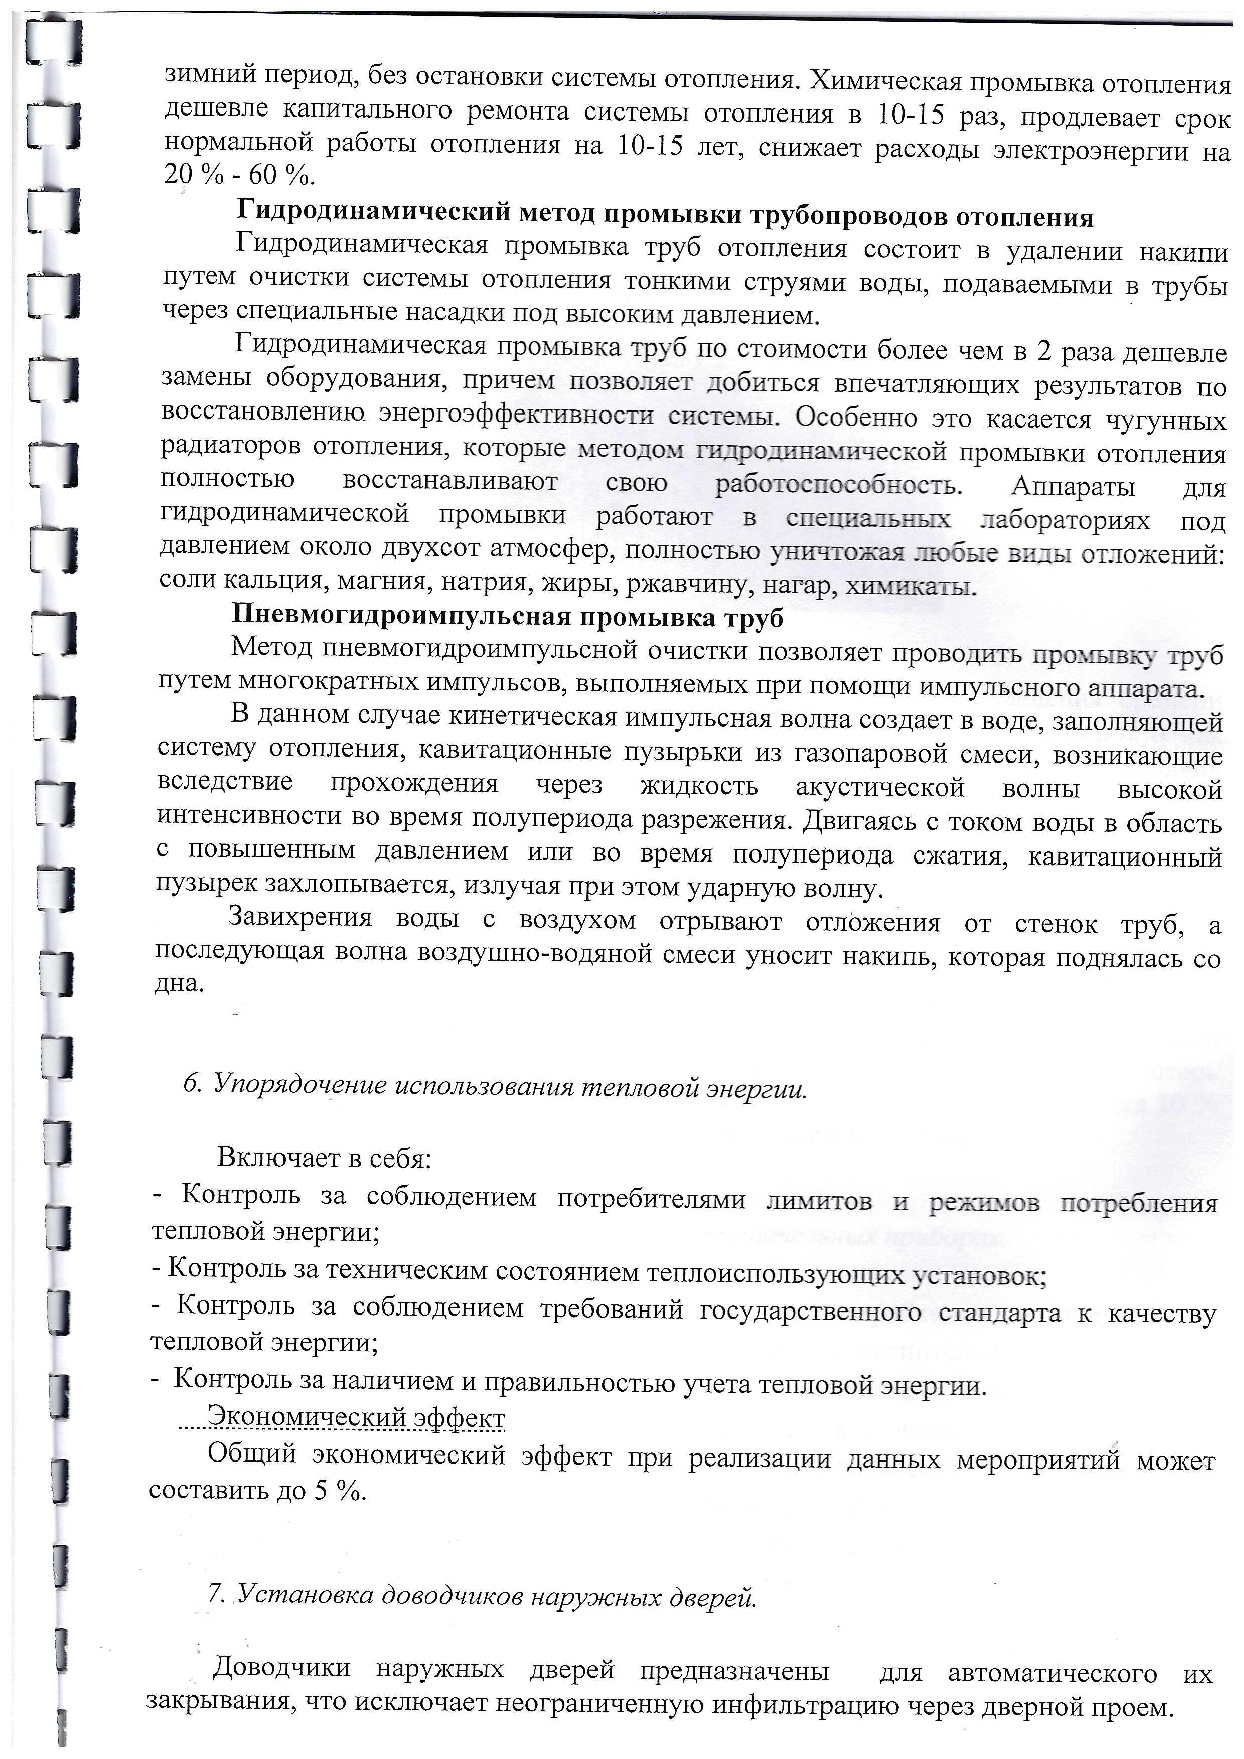 зимний период, без остановки системы отопления. Химическая промывка отопления
дешевле капитального ремонта системы отопления в 10-15 раз, продлевает срок
нормальной работы отопления на 10-15 лет, снижает расходы электроэнергии на
20 % - 60 %.
Гидродинамический метод промывки трубопроводов отопления
Гидродинамическая промывка труб отопления состоит в удалении накипи
путем очистки системы отопления тонкими струями воды, подаваемыми в трубы
через специальные насадки под высоким давлением.
Гидродинамическая промывка труб по стоимости более чем в 2 раза дешевле
замены оборудования, причем позволяет добиться впечатляющих результатов по
восстановлению энергоэффективности системы. Особенно это касается чугунных
радиаторов отопления, которые методом гидродинамической промывки отопления
полностью восстанавливают свою работоспособность. Аппараты для
гидродинамической промывки работают в специальных лабораториях под
давлением около двухсот атмосфер, полностью уничтожая любые виды отложений:
соли кальция, магния, натрия, жиры, ржавчину, нагар, химикаты.
Пневмогидроимпульсная промывка труб
Метод пневмогидроимпульсной очистки позволяет проводить промывку труб
путем многократных импульсов, выполняемых при помощи импульсного аппарата.
В данном случае кинетическая импульсная волна создает в воде, заполняющей
систему отопления, кавитационные пузырьки из газопаровой смеси, возникающие
вследствие прохождения через жидкость акустической волны высокой
интенсивности во время полупериода разрежения. Двигаясь с током воды в область
с повышенным давлением или во время полупериода сжатия, кавитационный
пузырек захлопывается, излучая при этом ударную волну.
Завихрения воды с воздухом отрывают отложения от стенок труб, а
последующая волна воздушно-водяной смеси уносит накипь, которая поднялась со
дна.
6. Упорядочение использования тепловой энергии.
Включает в себя:
- Контроль за соблюдением потребителями лимитов и режимов потребления
тепловой энергии;
- Контроль за техническим состоянием теплоиспользующих установок;
- Контроль за соблюдением требований государственного стандарта к качеству
тепловой энергии;
- Контроль за наличием и правильностью учета тепловой энергии.
Экономический эффект
Общий экономический эффект при реализации данных мероприятий может
составить до 5 %.
7. Установка доводчиков наружных дверей.
Доводчики наружных дверей предназначены для автоматического их
закрывания, что исключает неограниченную инфильтрацию через дверной проем.